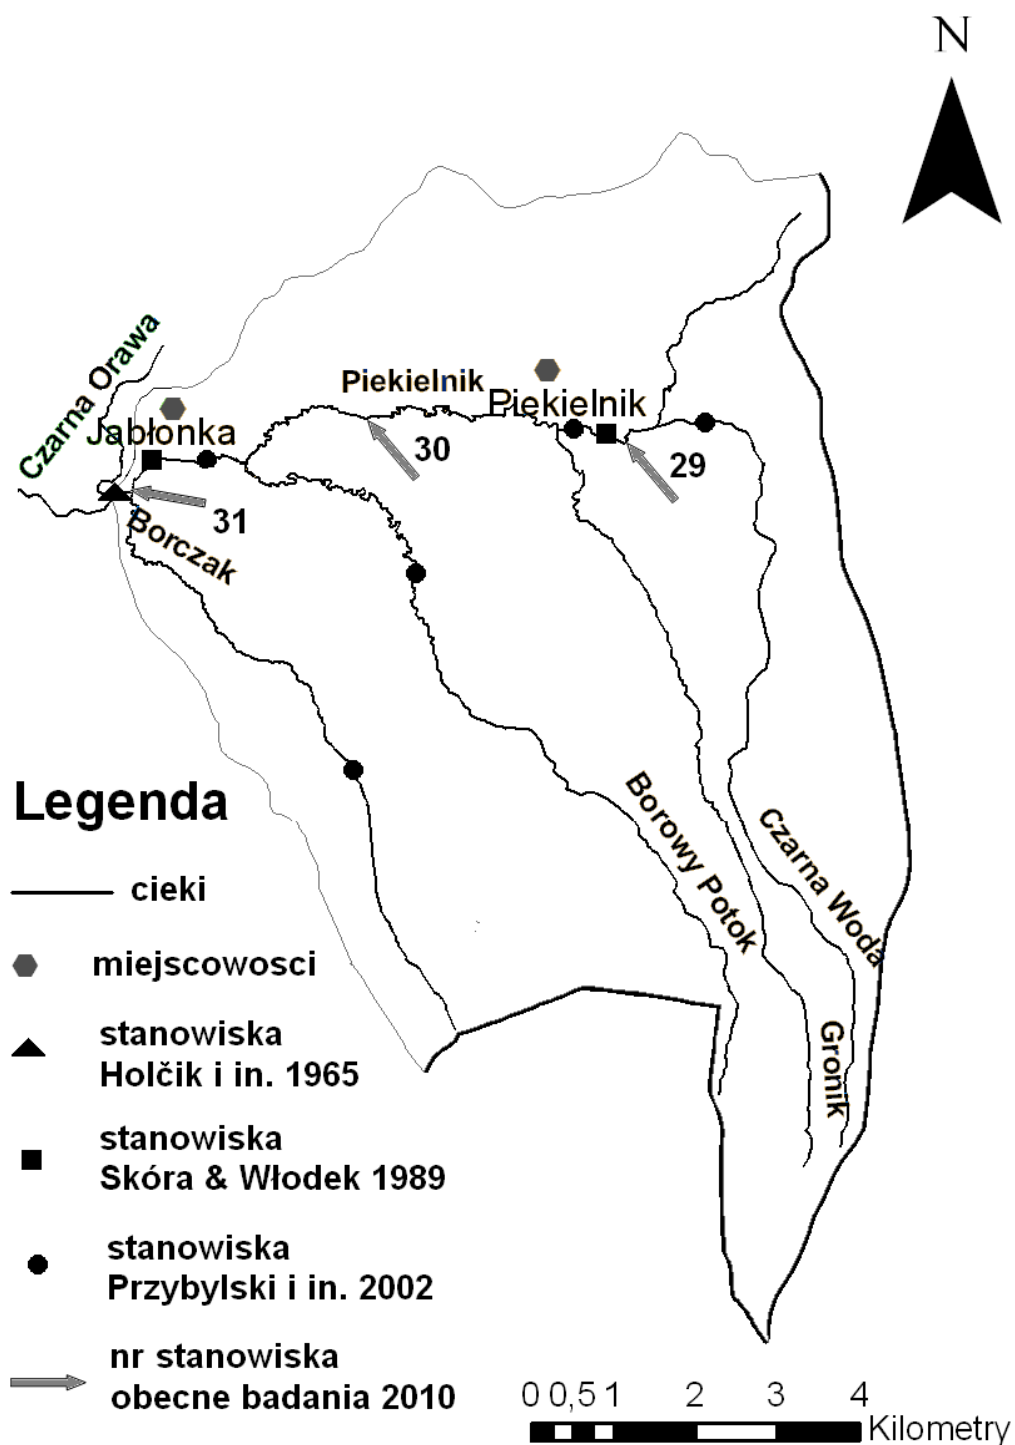 N
Czarna Orawa
Piekielnik
Piekielnik
Jabłonka
30
29
31
Borczak
Borowy Potok
Czarna Woda
Gronik
Legenda
cieki
miejscowosci
stanowiska
Holčik i in. 1965
stanowiska
Skóra & Włodek 1989
stanowiska
Przybylski i in. 2002
nr stanowiska
obecne badania 2010
0 0,5 1 2 3 4
Kilometry